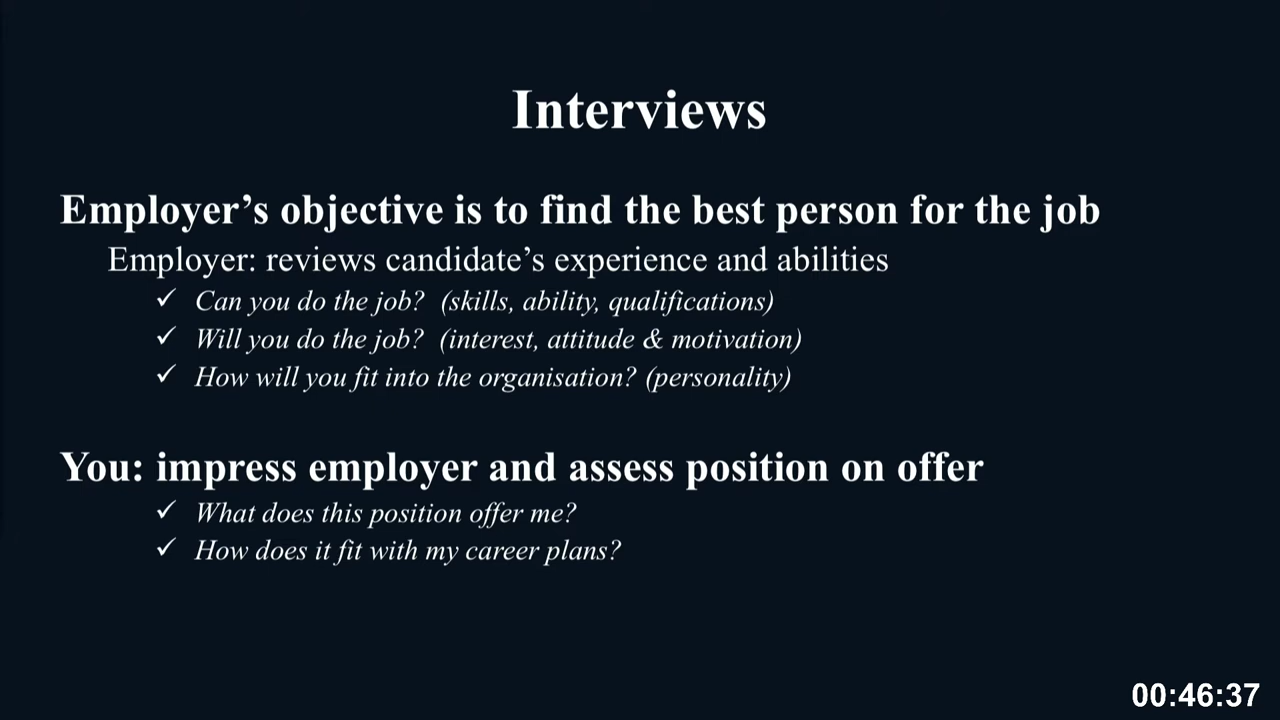 Interviews
Employer’s objective is to find the best person for the job
Employer: reviews candidate’s experience and abilities
✓ Can you do the job? (skills, ability, qualifications)
✓ Will you do the job? (interest, attitude & motivation)
✓ How will you fit into the organisation? (personality)
You: impress employer and assess position on offer
✓ What does this position offer me?
✓ How does it fit with my career plans?
00:46:37